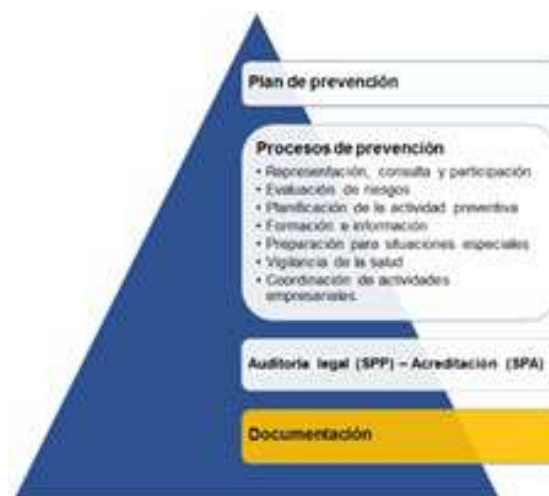 Plan de prevención
Procesos de prevención
• Representación, consulta y participación
• Evaluación de riesgos
• Planificación de la actividad preventiva
• Formación e información
• Preparación para situaciones especiales
• Vigilancia de la salud
• Coordinación de actividades
empresariales
Auditoría legal (SPP) – Acreditación (SPA)
Documentación